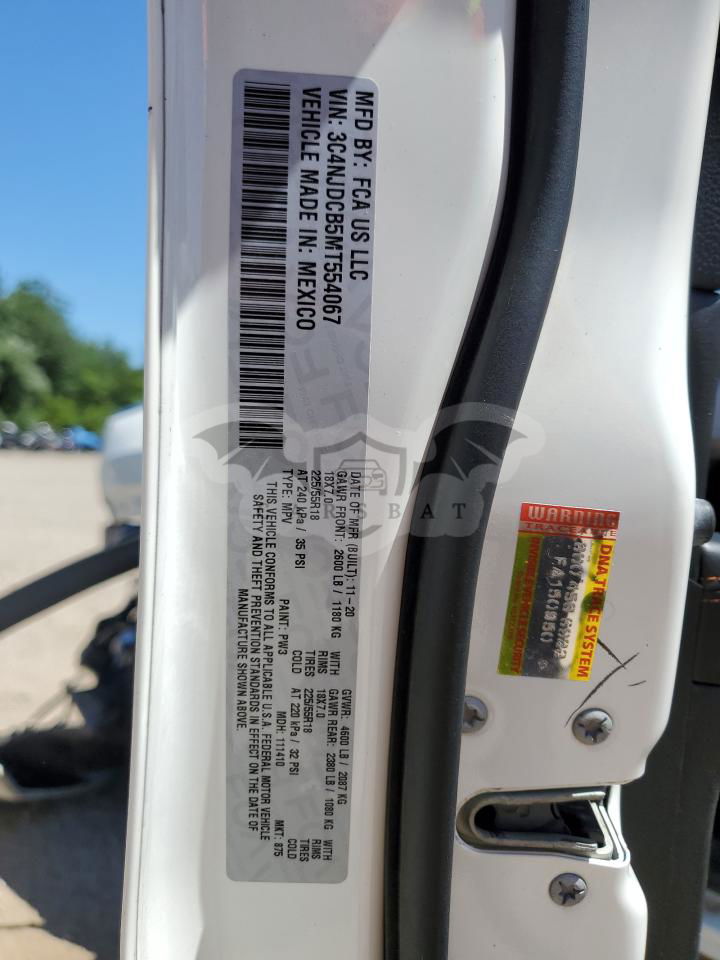 MFD BY: FCA US LLC
VIN: 3C4NJDCB5MT554067
VEHICLE MADE IN: MEXICO
DATE OF MFR (BUILT): 11-20 GVWR: 4600 LB / 2087 KG
GAWR FRONT: 2600 LB / 1180 KG WITH GAWR REAR: 2380 LB / 1080 KG WITH
18X7.0 RIMS 18X7.0 RIMS
225/55R18 TIRES 225/55R18 TIRES
AT 240 kPa / 35 PSI COLD AT 220 kPa / 32 PSI COLD
TYPE: MPV PAINT: PW3 MDH: 111410 MKT: 875
THIS VEHICLE CONFORMS TO ALL APPLICABLE U.S.A. FEDERAL MOTOR VEHICLE
SAFETY AND THEFT PREVENTION STANDARDS IN EFFECT ON THE DATE OF
MANUFACTURE SHOWN ABOVE.
WARNING
DNA TRACE SYSTEM
FA150950
RSBAT